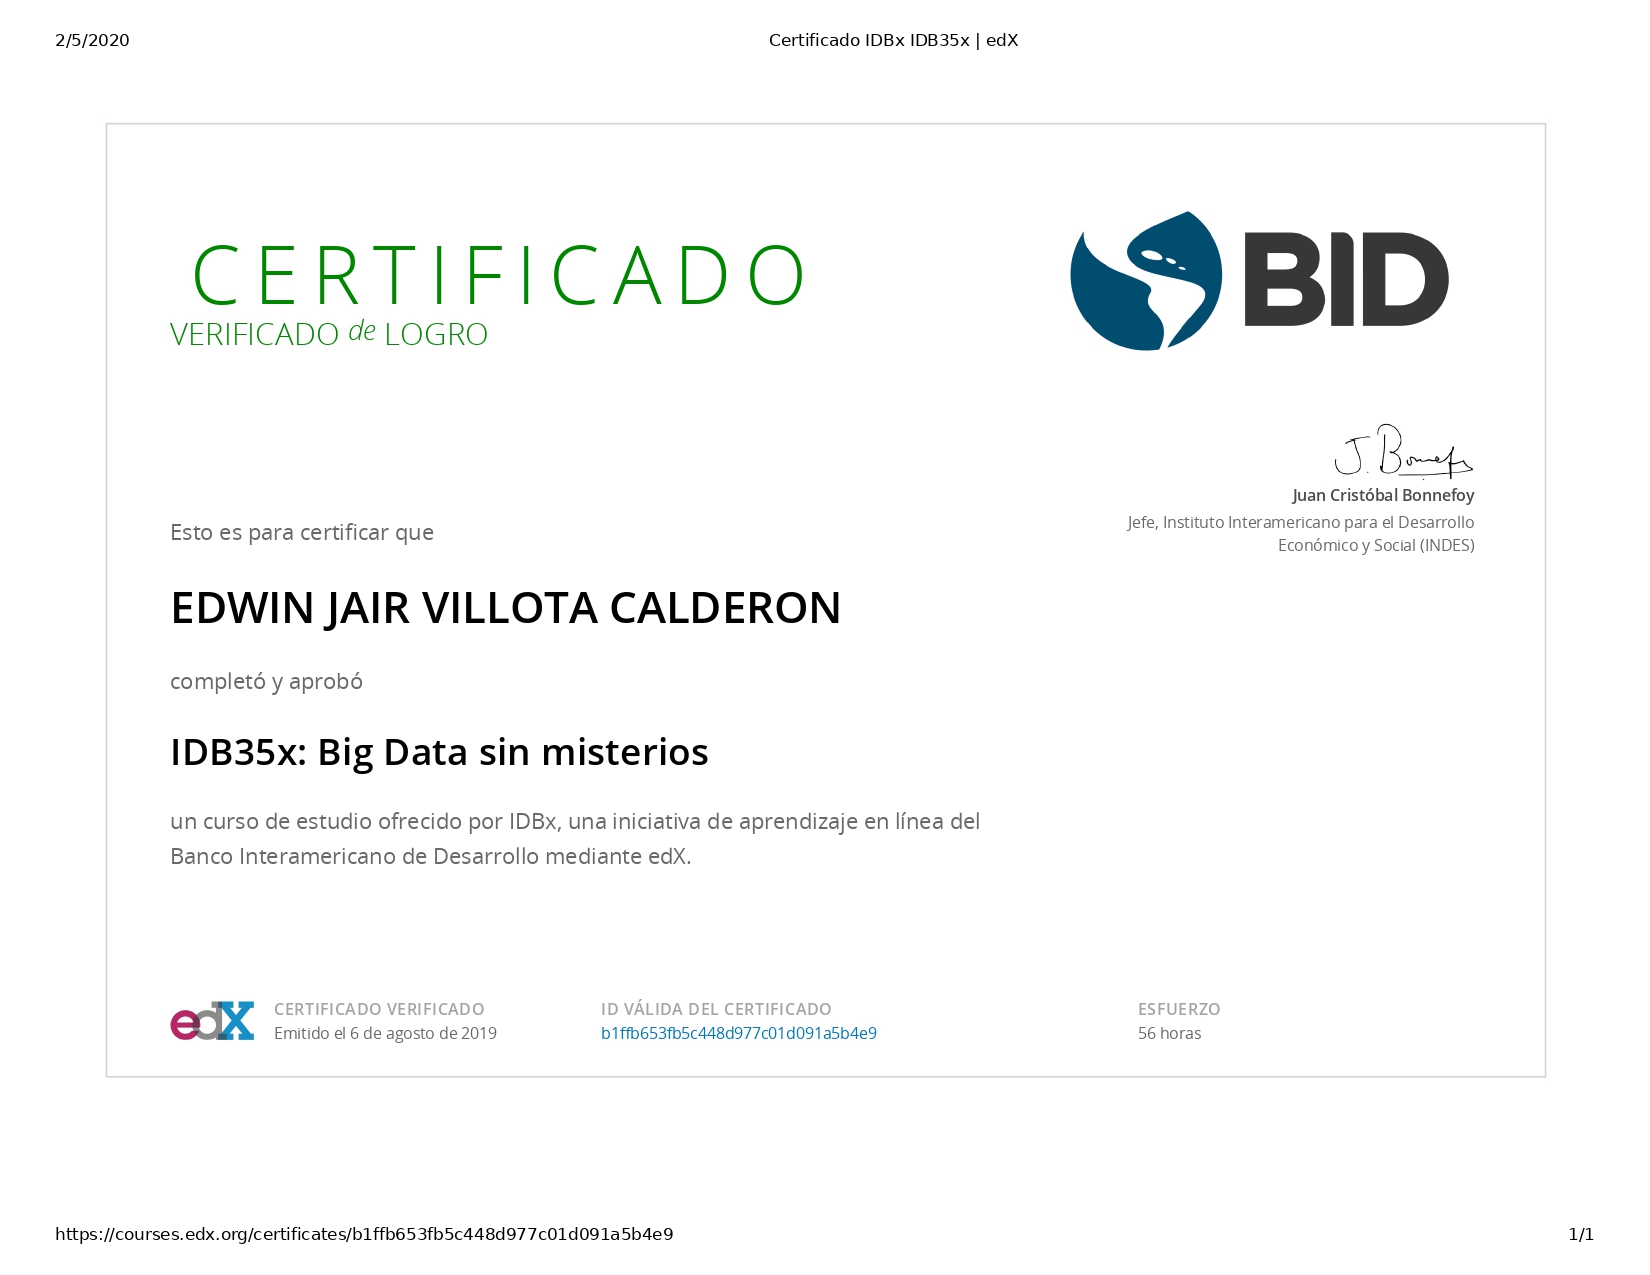 2/5/2020
Certificado IDBx IDB35x | edX
CERTIFICADO
VERIFICADO de LOGRO
BID
J. Bonnefoy
Juan Cristóbal Bonnefoy
Jefe, Instituto Interamericano para el Desarrollo
Económico y Social (INDES)
Esto es para certificar que
EDWIN JAIR VILLOTA CALDERON
completó y aprobó
IDB35x: Big Data sin misterios
un curso de estudio ofrecido por IDBx, una iniciativa de aprendizaje en línea del
Banco Interamericano de Desarrollo mediante edX.
edX
CERTIFICADO VERIFICADO
Emitido el 6 de agosto de 2019
ID VÁLIDA DEL CERTIFICADO
b1ffb653fb5c448d977c01d091a5b4e9
ESFUERZO
56 horas
https://courses.edx.org/certificates/b1ffb653fb5c448d977c01d091a5b4e9
1/1